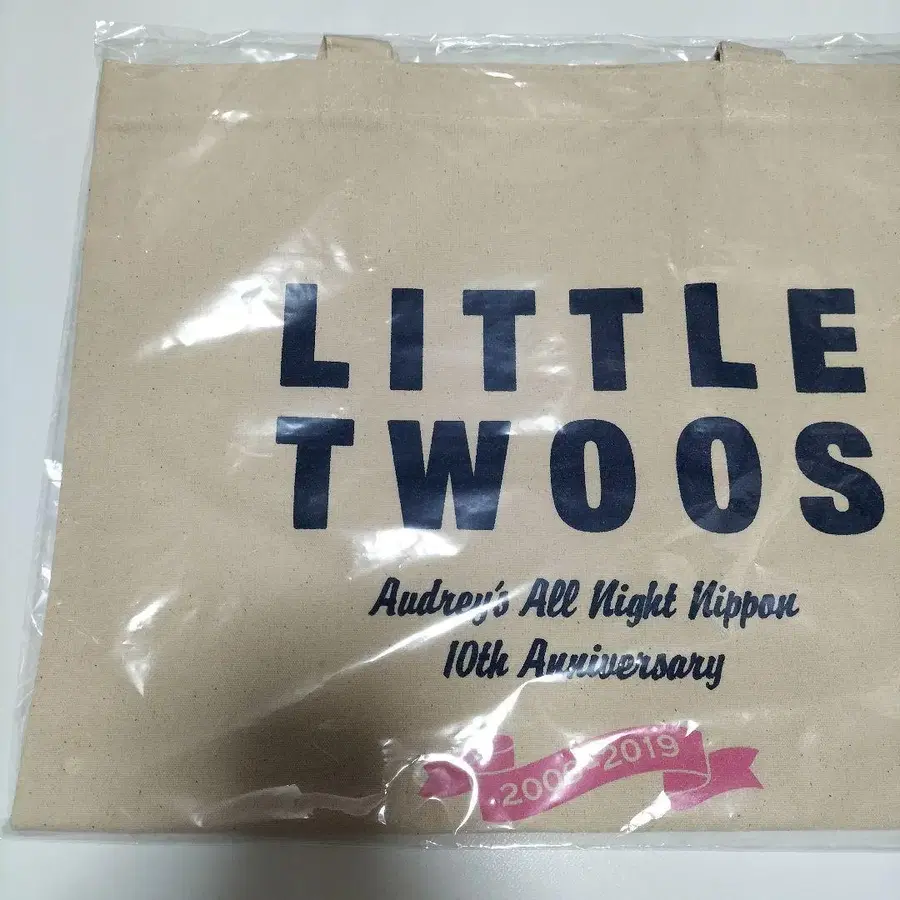 LITTLE
TWOOS
Audrey's All Night Nippon
10th Anniversary
2009-2019